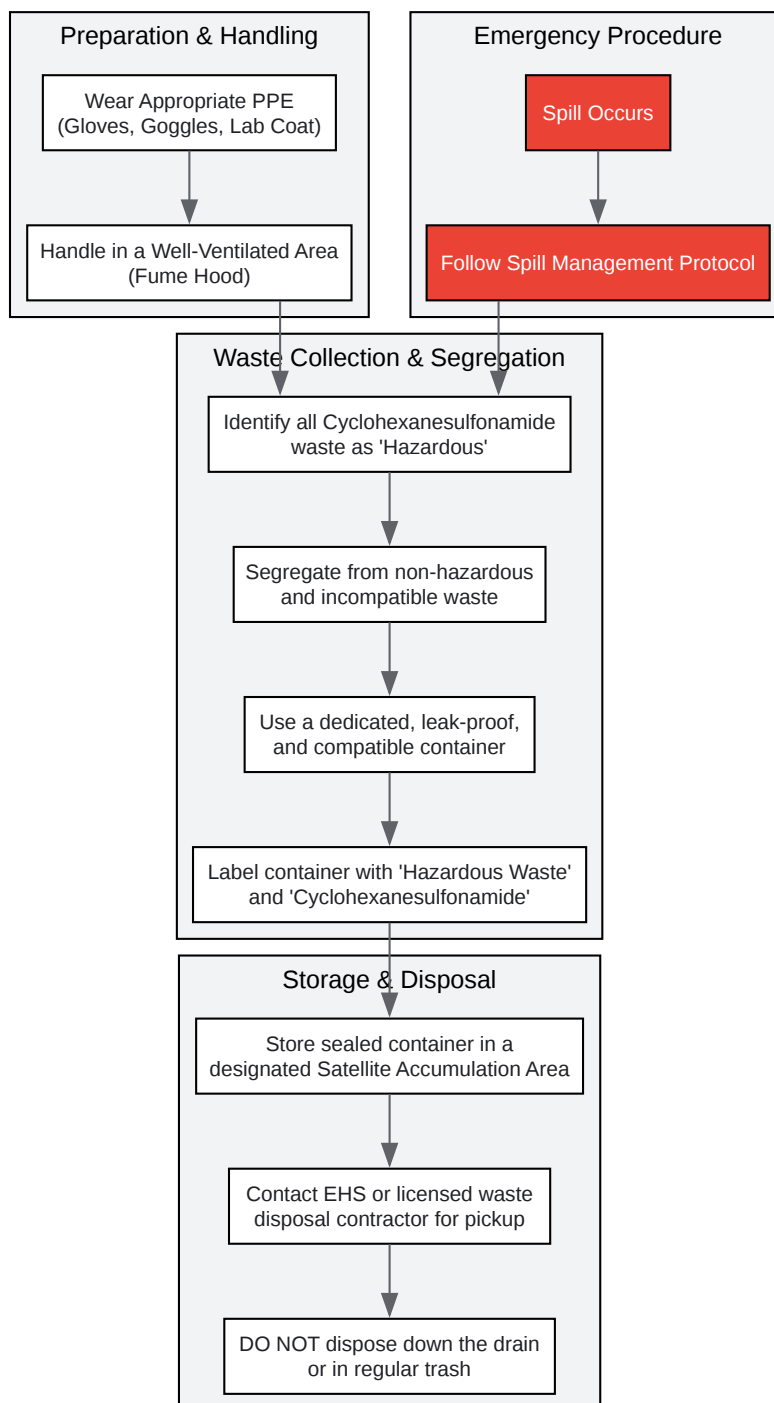 Preparation & Handling
Wear Appropriate PPE
(Gloves, Goggles, Lab Coat)
Handle in a Well-Ventilated Area
(Fume Hood)
Emergency Procedure
Spill Occurs
Follow Spill Management Protocol
Waste Collection & Segregation
Identify all Cyclohexanesulfonamide
waste as 'Hazardous'
Segregate from non-hazardous
and incompatible waste
Use a dedicated, leak-proof,
and compatible container
Label container with 'Hazardous Waste'
and 'Cyclohexanesulfonamide'
Storage & Disposal
Store sealed container in a
designated Satellite Accumulation Area
Contact EHS or licensed waste
disposal contractor for pickup
DO NOT dispose down the drain
or in regular trash